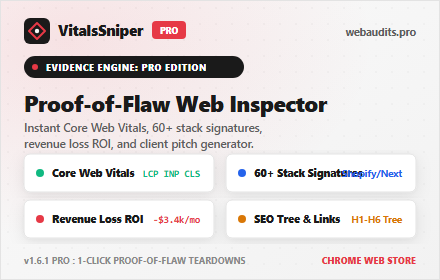 VitalsSniper PRO webaudits.pro
EVIDENCE ENGINE: PRO EDITION
Proof-of-Flaw Web Inspector
Instant Core Web Vitals, 60+ stack signatures,
revenue loss ROI, and client pitch generator.
Core Web Vitals LCP INP CLS
60+ Stack Signatures Shopify/Next
Revenue Loss ROI -$3.4k/mo
SEO Tree & Links H1-H6 Tree
v1.6.1 PRO : 1-CLICK PROOF-OF-FLAW TEARDOWNS CHROME WEB STORE